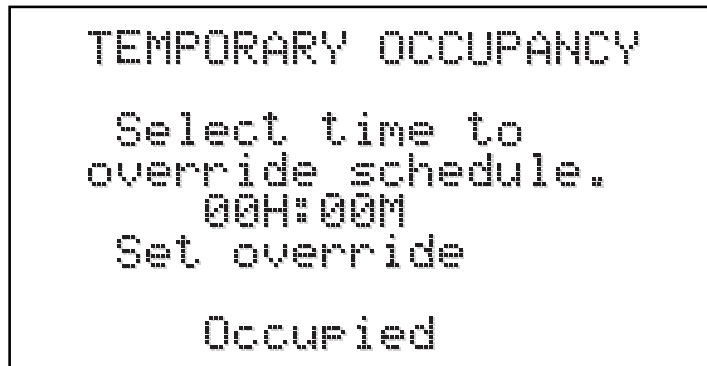 TEMPORARY OCCUPANCY
Select time to
override schedule.
00H:00M
Set override
Occupied